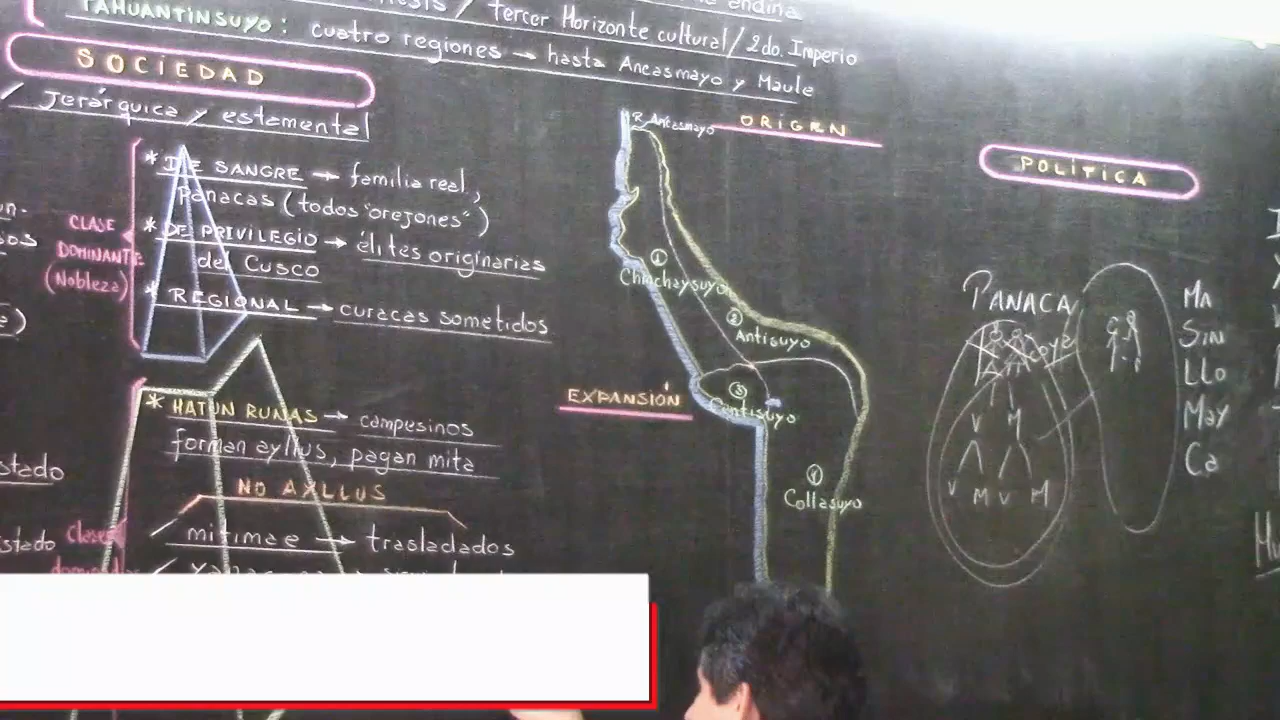 tercer Horizonte cultural / 2do. Imperio
TAHUANTINSUYO: cuatro regiones → hasta Ancasmayo y Maule
SOCIEDAD
Jerárquica y estamental
CLASE
DOMINANTE
(Nobleza)
* DE SANGRE → familia real,
Panacas (todos "orejones")
* DE PRIVILEGIO → élites originarias
del Cusco
* REGIONAL → curacas sometidos
* HATUN RUNAS → campesinos
forman ayllus, pagan mita
NO AYLLUS
mitimae → trasladados
stado
stado
Clase
ORIGEN
R. Ancasmayo
① Chinchaysuyo
② Antisuyo
③ Contisuyo
④ Collasuyo
EXPANSIÓN
POLÍTICA
PANACA
V M
V M V M
Ma
Sin
Llo
May
Ca